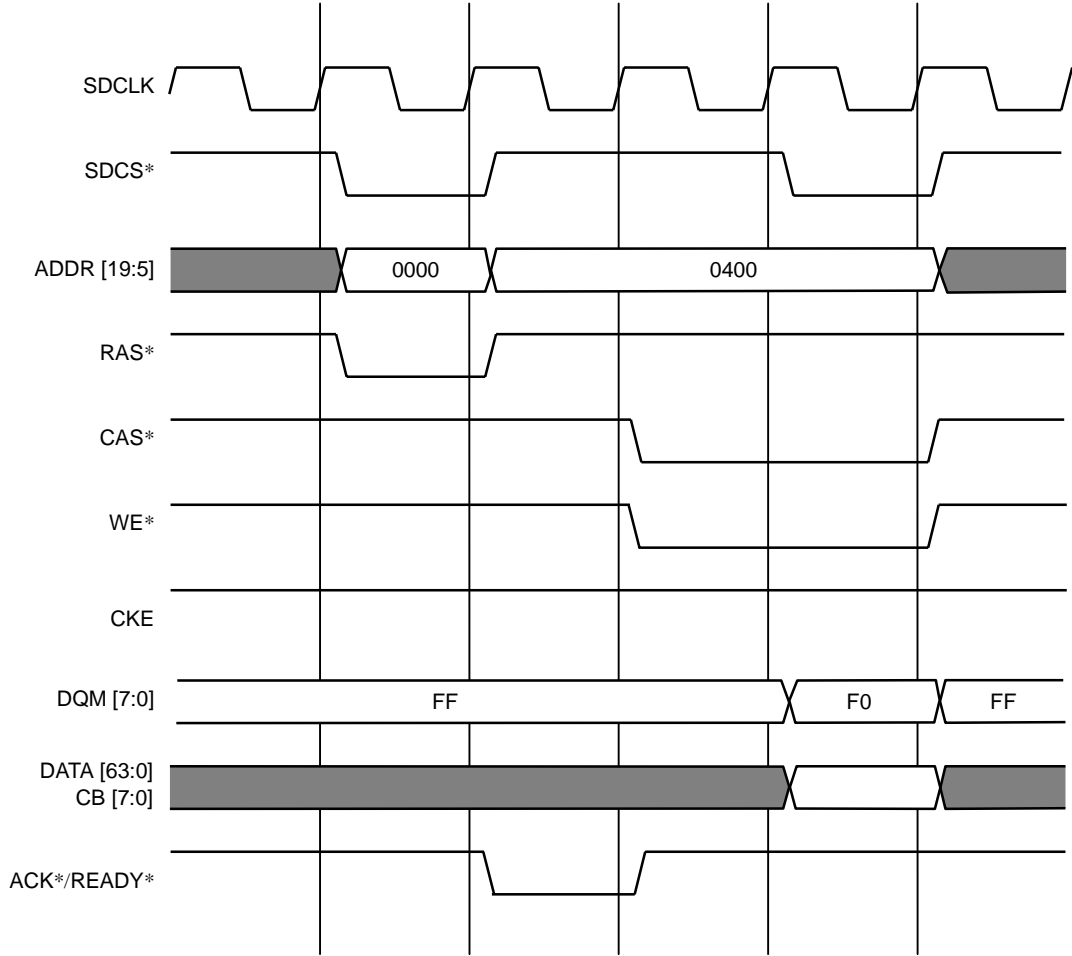 SDCLK
SDCS*
ADDR [19:5]
0000
0400
RAS*
CAS*
WE*
CKE
DQM [7:0]
FF
F0
FF
DATA [63:0]
CB [7:0]
ACK*/READY*